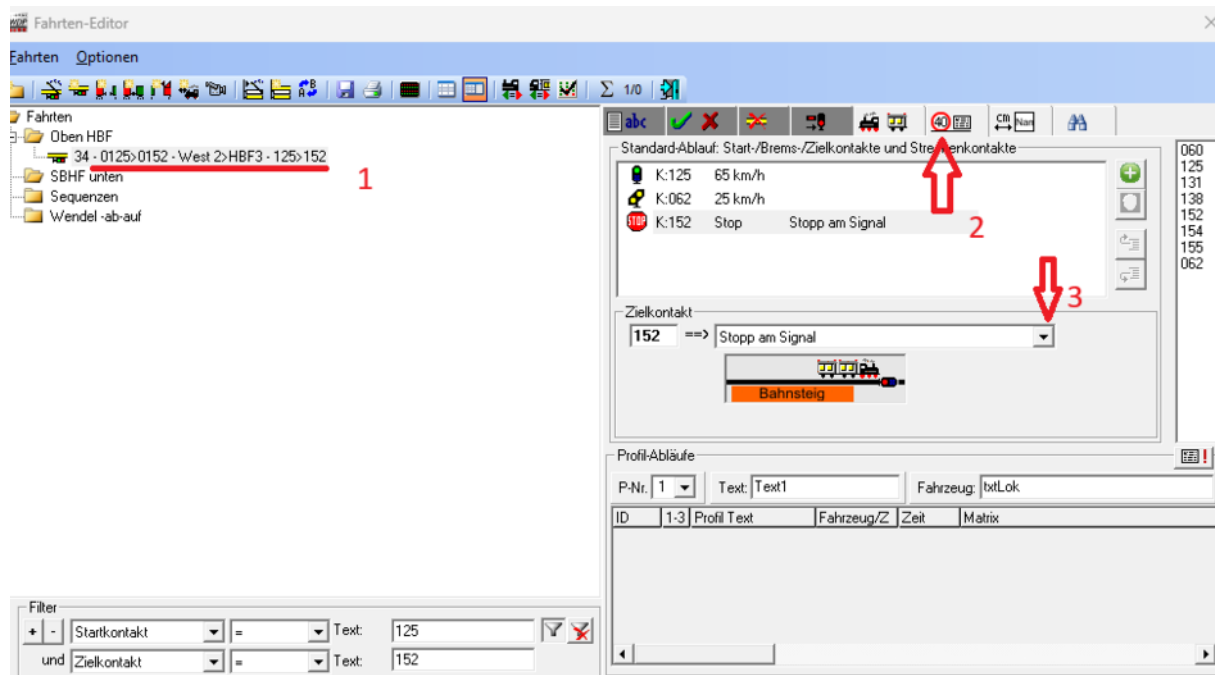 Fahrten-Editor
Fahrten Optionen
Σ 1/0
Fahrten
Oben HBF
34 - 0125>0152 - West 2>HBF3 - 125>152
SBHF unten
Sequenzen
Wendel -ab-auf
1
abc
40
cm
Nam
Standard-Ablauf: Start-/Brems-/Zielkontakte und Streckenkontakte
K:125 65 km/h
K:062 25 km/h
STOP K:152 Stop Stopp am Signal
2
060
125
131
138
152
154
155
062
3
Zielkontakt
152 ==> Stopp am Signal
Bahnsteig
Profil-Abläufe
P-Nr. 1 Text: Text1 Fahrzeug: txtLok
ID 1-3 Profil Text Fahrzeug/Z Zeit Matrix
Filter
+ - Startkontakt = Text: 125
und Zielkontakt = Text: 152